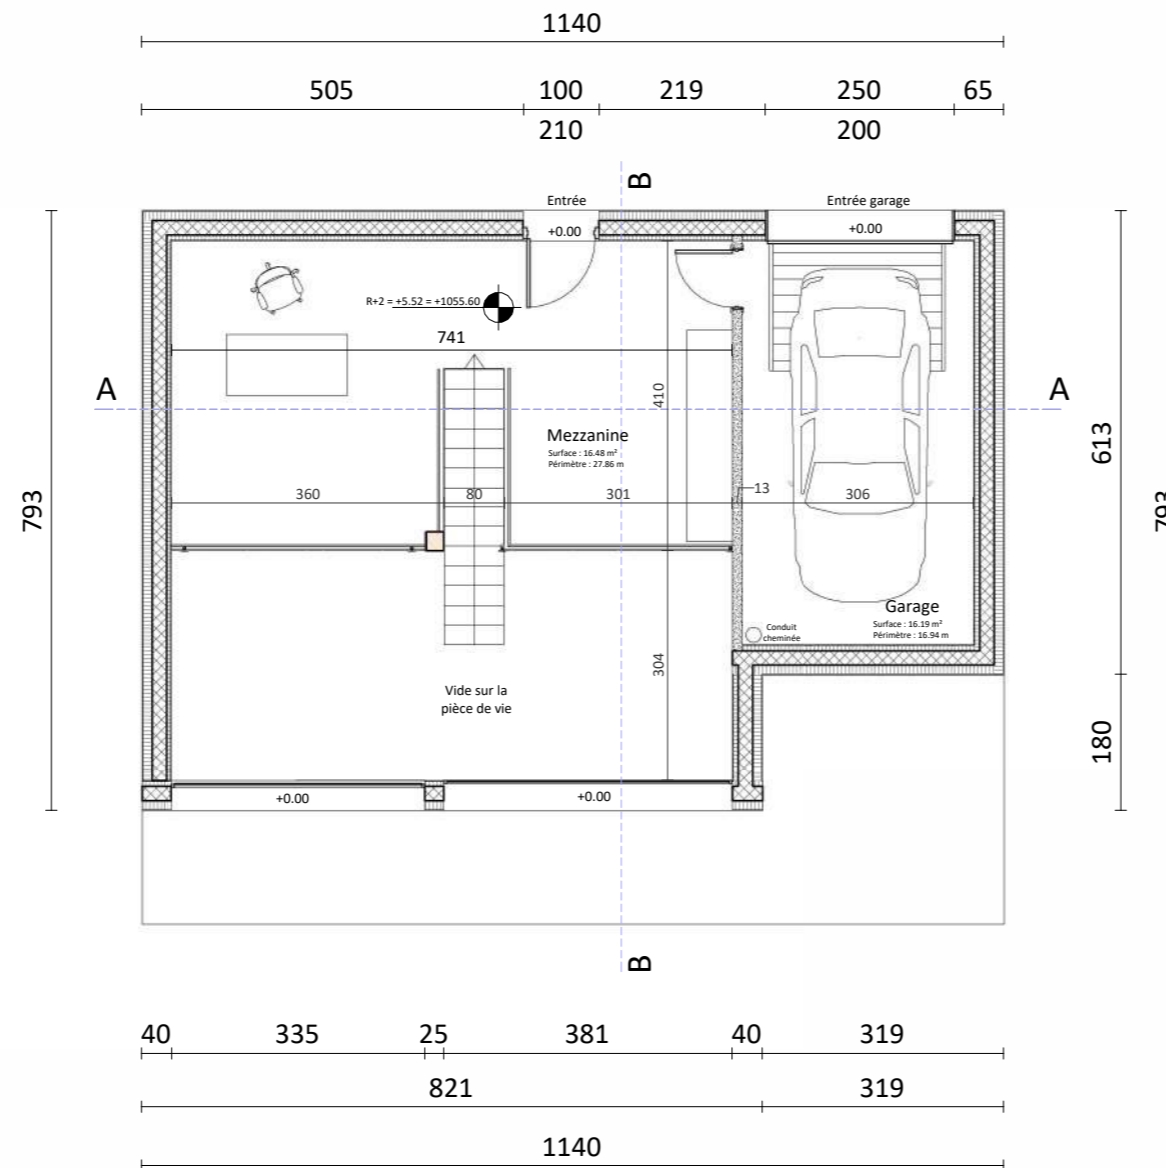 1140
505 100 219 250 65
210 200
B
Entrée Entrée garage
+0.00 +0.00
R+2 = +5.52 = +1055.60
741
A A
410
Mezzanine
Surface : 16.48 m²
Périmètre : 27.86 m
613
793 793
360 80 301 13 306
Garage
Surface : 16.19 m²
Périmètre : 16.94 m
Conduit
cheminée
304
Vide sur la
pièce de vie
180
+0.00 +0.00
B
40 335 25 381 40 319
821 319
1140